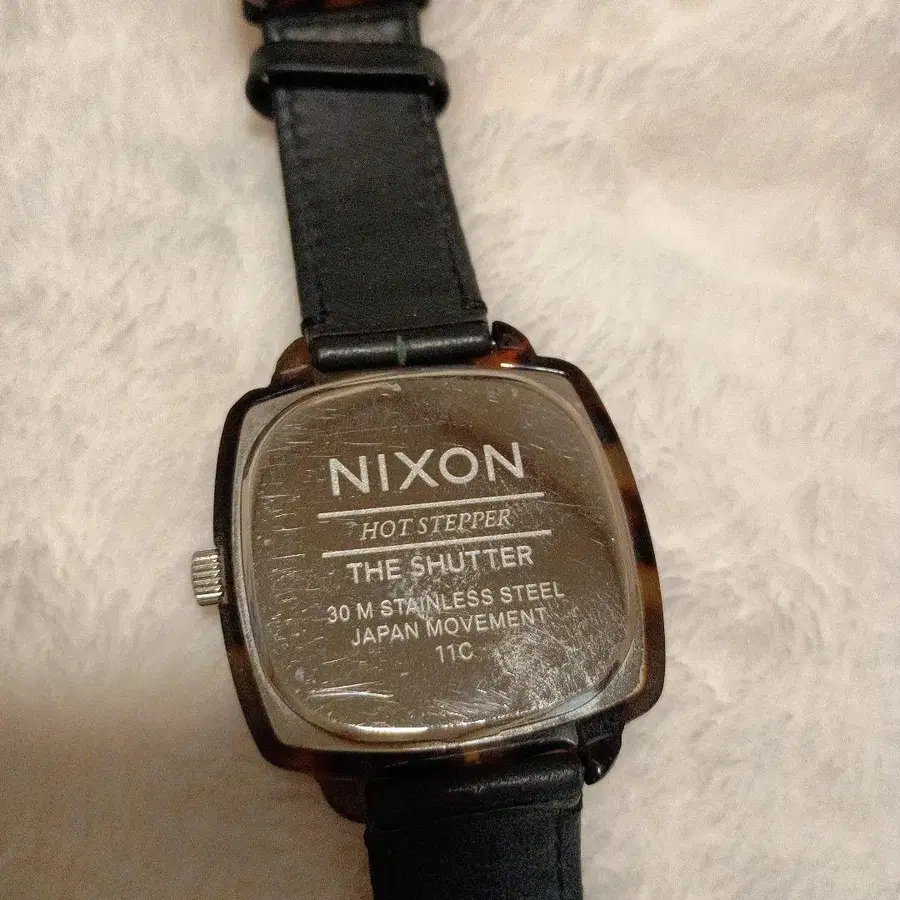 NIXON
HOT STEPPER
THE SHUTTER
30 M STAINLESS STEEL
JAPAN MOVEMENT
11C